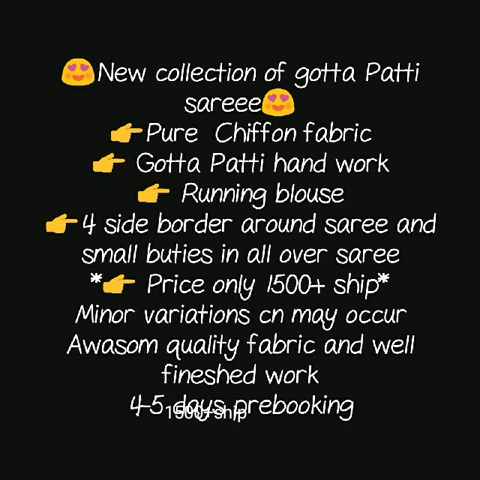 😍New collection of gotta Patti
sareee😍
👉Pure Chiffon fabric
👉 Gotta Patti hand work
👉 Running blouse
👉4 side border around saree and
small buties in all over saree
*👉 Price only 1500+ ship*
Minor variations cn may occur
Awasom quality fabric and well
fineshed work
4-5 days prebooking
1500+ship